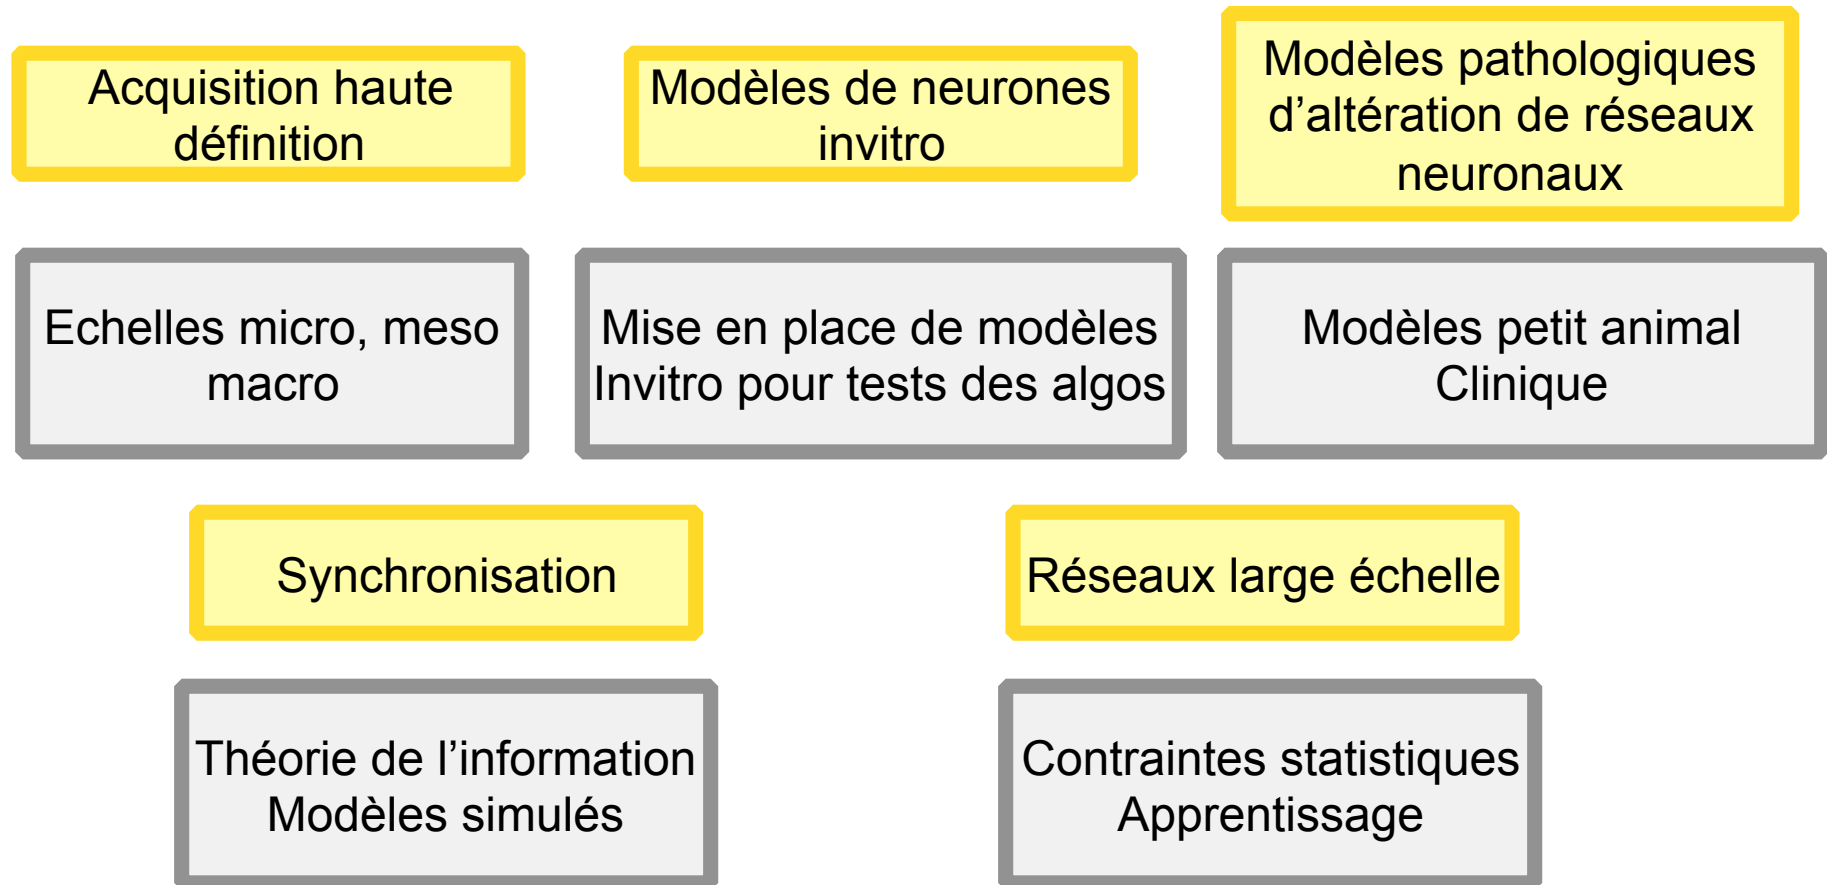 Acquisition haute
définition
Modèles de neurones
invitro
Modèles pathologiques
d’altération de réseaux
neuronaux
Echelles micro, meso
macro
Mise en place de modèles
Invitro pour tests des algos
Modèles petit animal
Clinique
Synchronisation
Réseaux large échelle
Théorie de l’information
Modèles simulés
Contraintes statistiques
Apprentissage